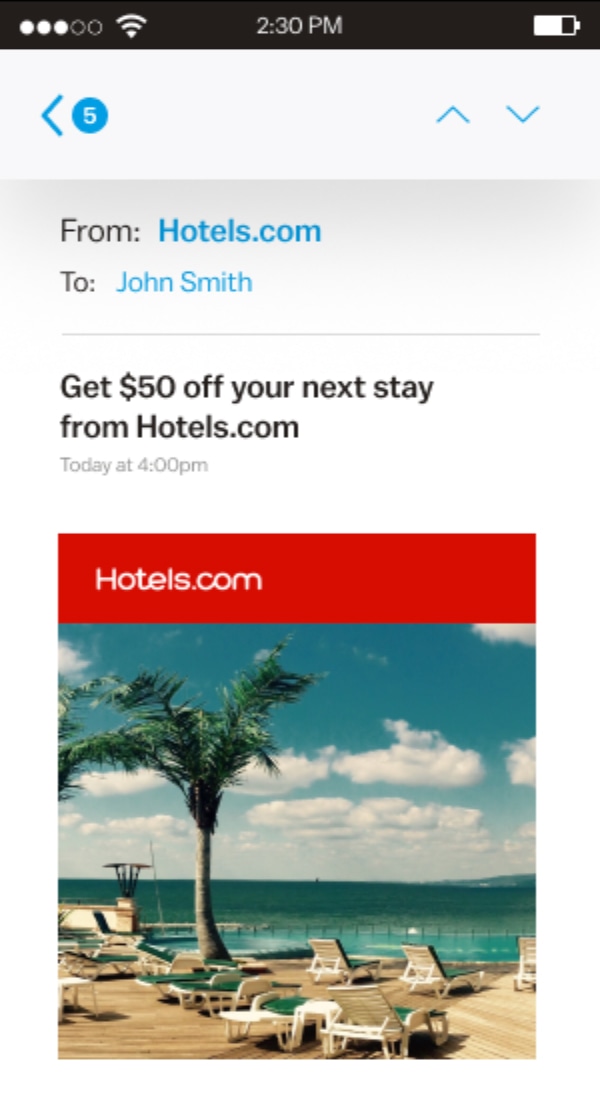 2:30 PM
5
From: Hotels.com
To: John Smith
Get $50 off your next stay
from Hotels.com
Today at 4:00pm
Hotels.com